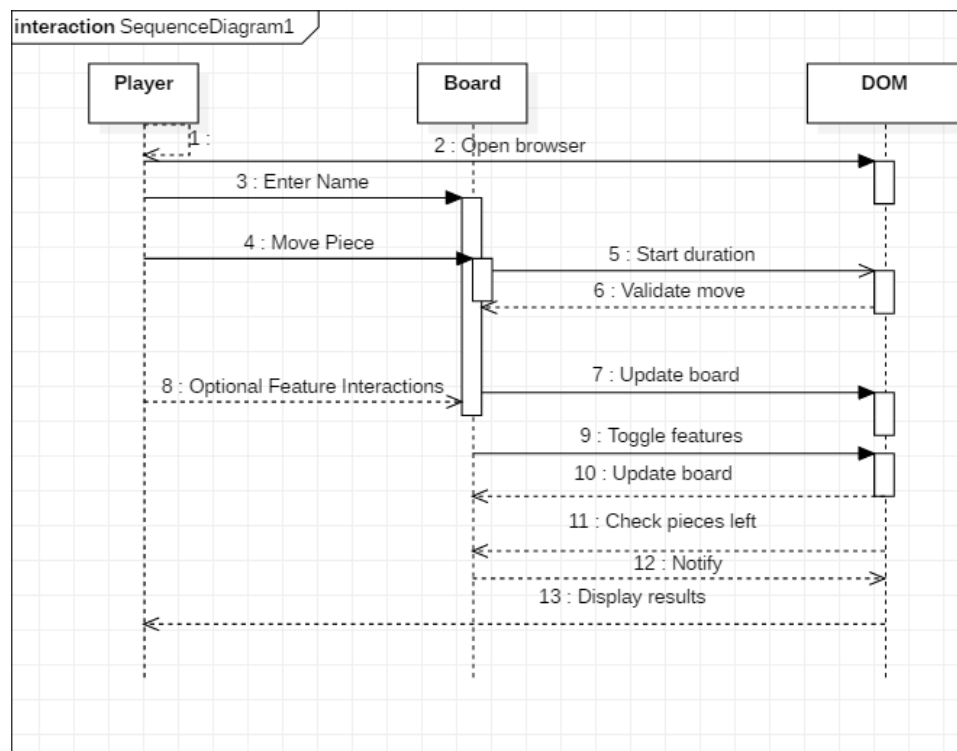 interaction SequenceDiagram1
Player
Board
DOM
1 :
2 : Open browser
3 : Enter Name
4 : Move Piece
5 : Start duration
6 : Validate move
7 : Update board
8 : Optional Feature Interactions
9 : Toggle features
10 : Update board
11 : Check pieces left
12 : Notify
13 : Display results